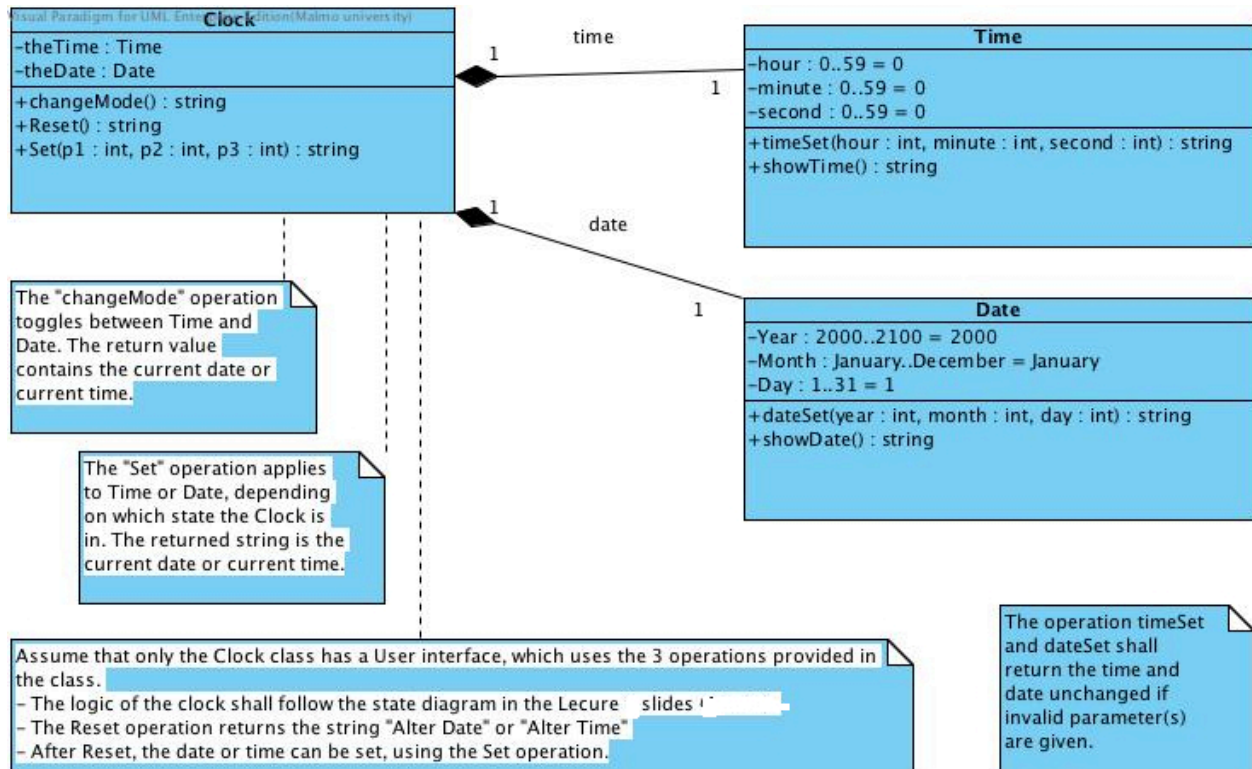 Visual Paradigm for UML Enterprise Edition(Malmo university)
Clock
-theTime : Time
-theDate : Date
+changeMode() : string
+Reset() : string
+Set(p1 : int, p2 : int, p3 : int) : string
1
time
1
Time
-hour : 0..59 = 0
-minute : 0..59 = 0
-second : 0..59 = 0
+timeSet(hour : int, minute : int, second : int) : string
+showTime() : string
1
date
1
Date
-Year : 2000..2100 = 2000
-Month : January..December = January
-Day : 1..31 = 1
+dateSet(year : int, month : int, day : int) : string
+showDate() : string
The "changeMode" operation
toggles between Time and
Date. The return value
contains the current date or
current time.
The "Set" operation applies
to Time or Date, depending
on which state the Clock is
in. The returned string is the
current date or current time.
Assume that only the Clock class has a User interface, which uses the 3 operations provided in
the class.
- The logic of the clock shall follow the state diagram in the Lecure slides
- The Reset operation returns the string "Alter Date" or "Alter Time"
- After Reset, the date or time can be set, using the Set operation.
The operation timeSet
and dateSet shall
return the time and
date unchanged if
invalid parameter(s)
are given.